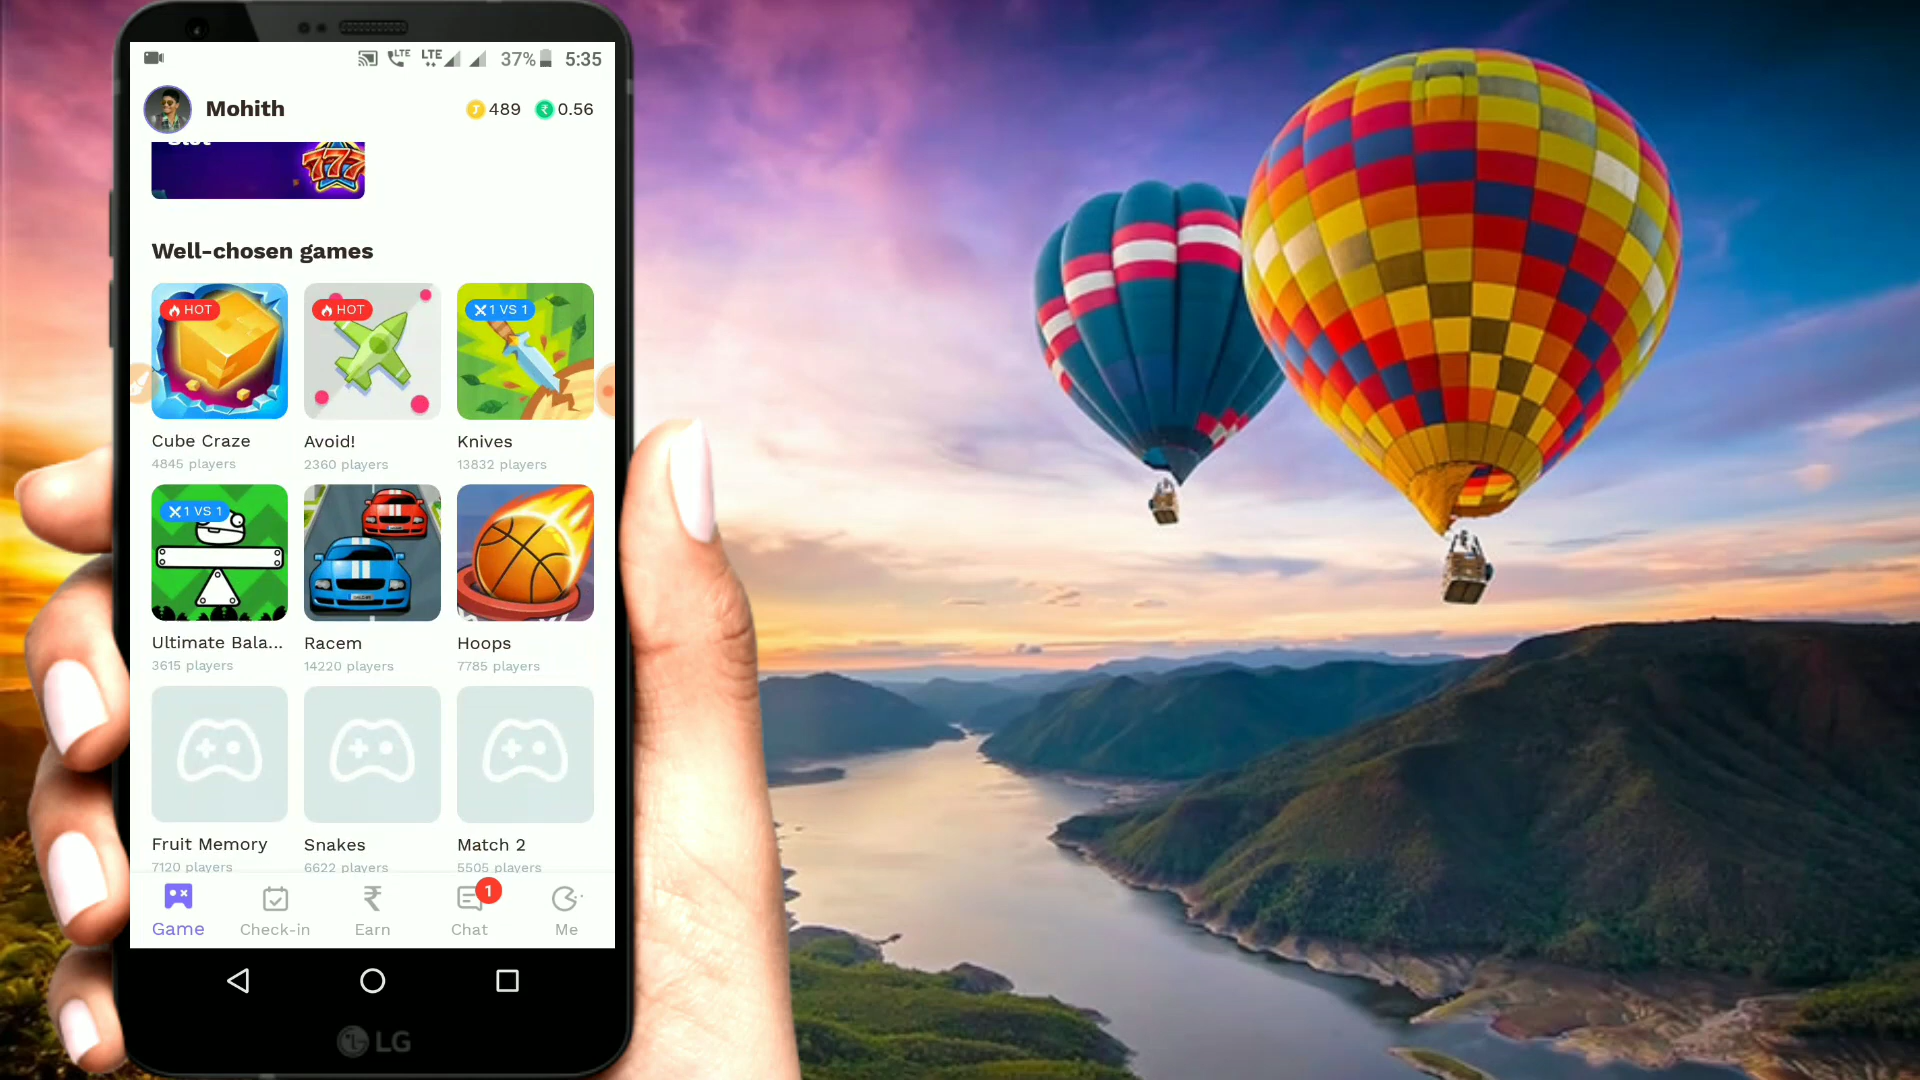 LTE LTE 37% 5:35
Mohith 489 0.56
Slot
777
Well-chosen games
HOT HOT 1 VS 1
Cube Craze Avoid! Knives
4845 players 2360 players 13832 players
1 VS 1
Ultimate Bala... Racem Hoops
3615 players 14220 players 7785 players
Fruit Memory Snakes Match 2
7120 players 6622 players 5505 players
1
Game Check-in Earn Chat Me
LG